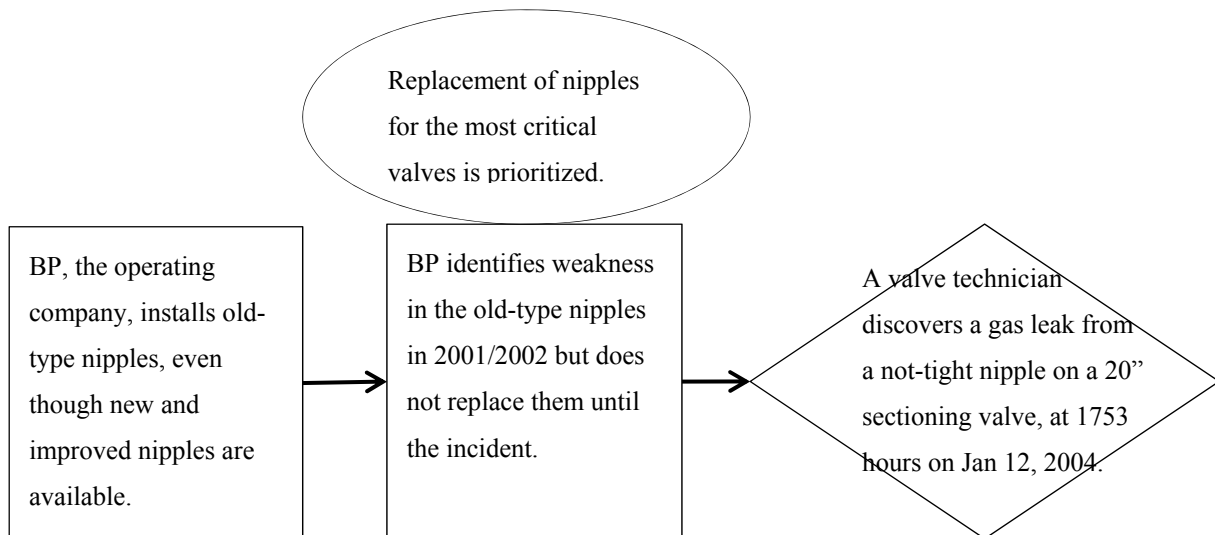 Replacement of nipples
for the most critical
valves is prioritized.
BP, the operating
company, installs old-
type nipples, even
though new and
improved nipples are
available.
BP identifies weakness
in the old-type nipples
in 2001/2002 but does
not replace them until
the incident.
A valve technician
discovers a gas leak from
a not-tight nipple on a 20”
sectioning valve, at 1753
hours on Jan 12, 2004.